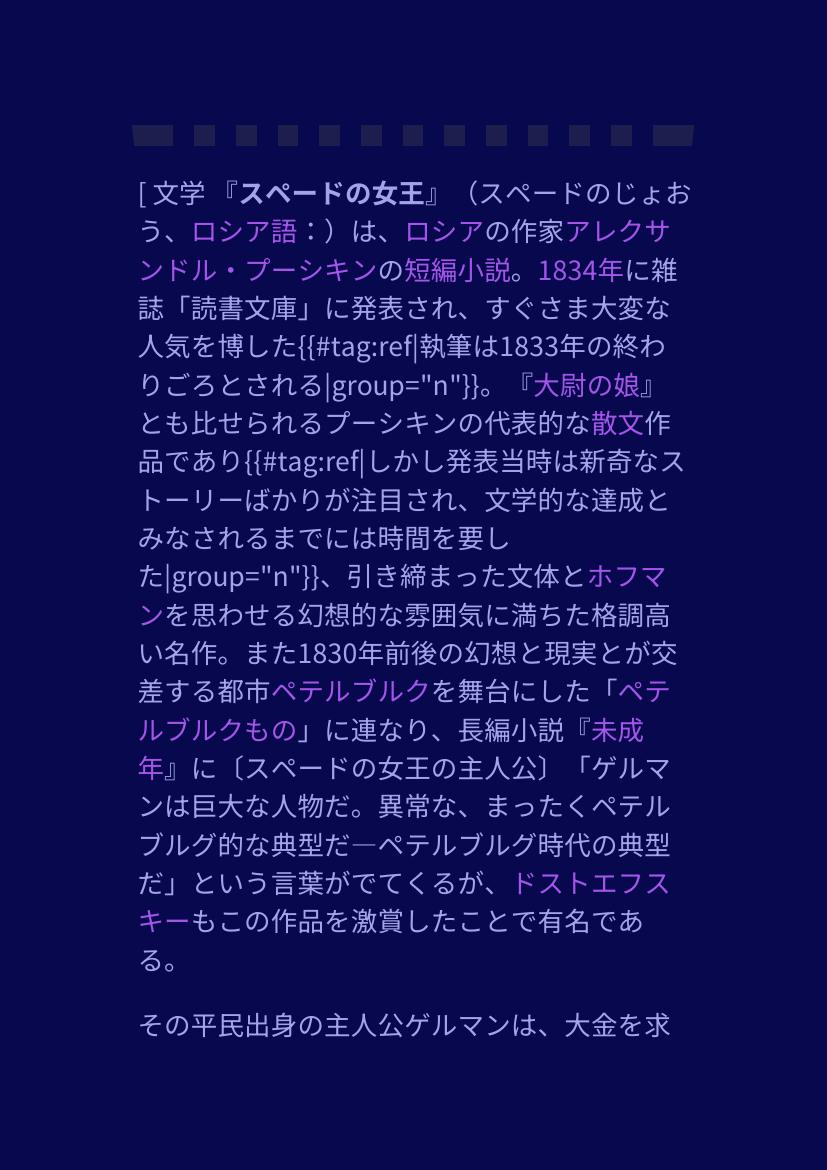 [ 文学 『スペードの女王』（スペードのじょお
う、ロシア語：）は、ロシアの作家アレクサ
ンドル・プーシキンの短編小説。1834年に雑
誌「読書文庫」に発表され、すぐさま大変な
人気を博した{{#tag:ref|執筆は1833年の終わ
りごろとされる|group="n"}}。『大尉の娘』
とも比せられるプーシキンの代表的な散文作
品であり{{#tag:ref|しかし発表当時は新奇なス
トーリーばかりが注目され、文学的な達成と
みなされるまでには時間を要し
た|group="n"}}、引き締まった文体とホフマ
ンを思わせる幻想的な雰囲気に満ちた格調高
い名作。また1830年前後の幻想と現実とが交
差する都市ペテルブルクを舞台にした「ペテ
ルブルクもの」に連なり、長編小説『未成
年』に〔スペードの女王の主人公〕「ゲルマ
ンは巨大な人物だ。異常な、まったくペテル
ブルグ的な典型だ―ペテルブルグ時代の典型
だ」という言葉がでてくるが、ドストエフス
キーもこの作品を激賞したことで有名であ
る。
その平民出身の主人公ゲルマンは、大金を求